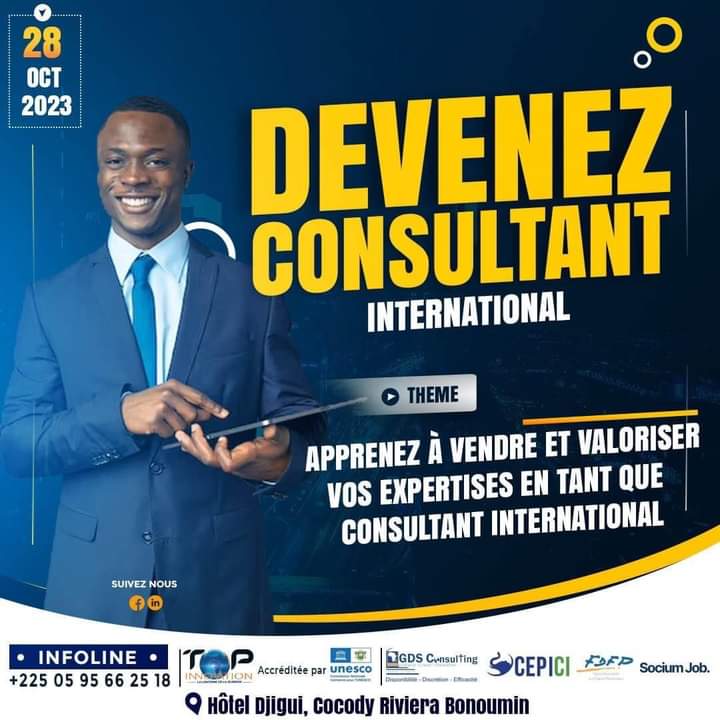 28
OCT
2023
DEVENEZ
CONSULTANT
INTERNATIONAL
THEME
APPRENEZ À VENDRE ET VALORISER
VOS EXPERTISES EN TANT QUE
CONSULTANT INTERNATIONAL
SUIVEZ NOUS
INFOLINE
+225 05 95 66 25 18
TOP
INNOVATION
Accréditée par
unesco
GDS Consulting
Disponibilité - Discrétion - Efficacité
CEPICI
FDFP
Socium Job.
Hôtel Djigui, Cocody Riviera Bonoumin